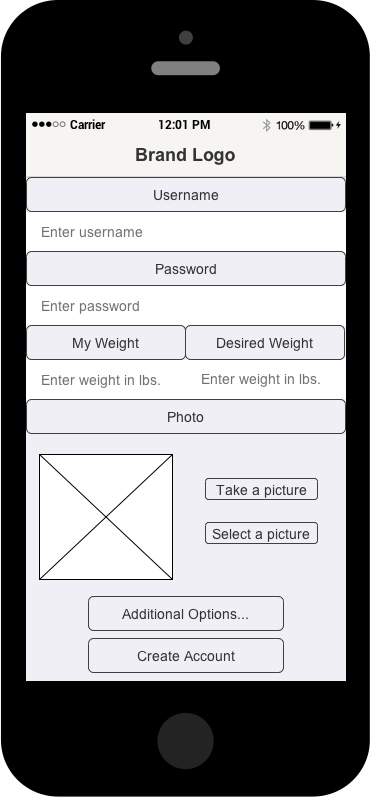 Carrier 12:01 PM 100%
Brand Logo
Username
Enter username
Password
Enter password
My Weight Desired Weight
Enter weight in lbs. Enter weight in lbs.
Photo
Take a picture
Select a picture
Additional Options...
Create Account